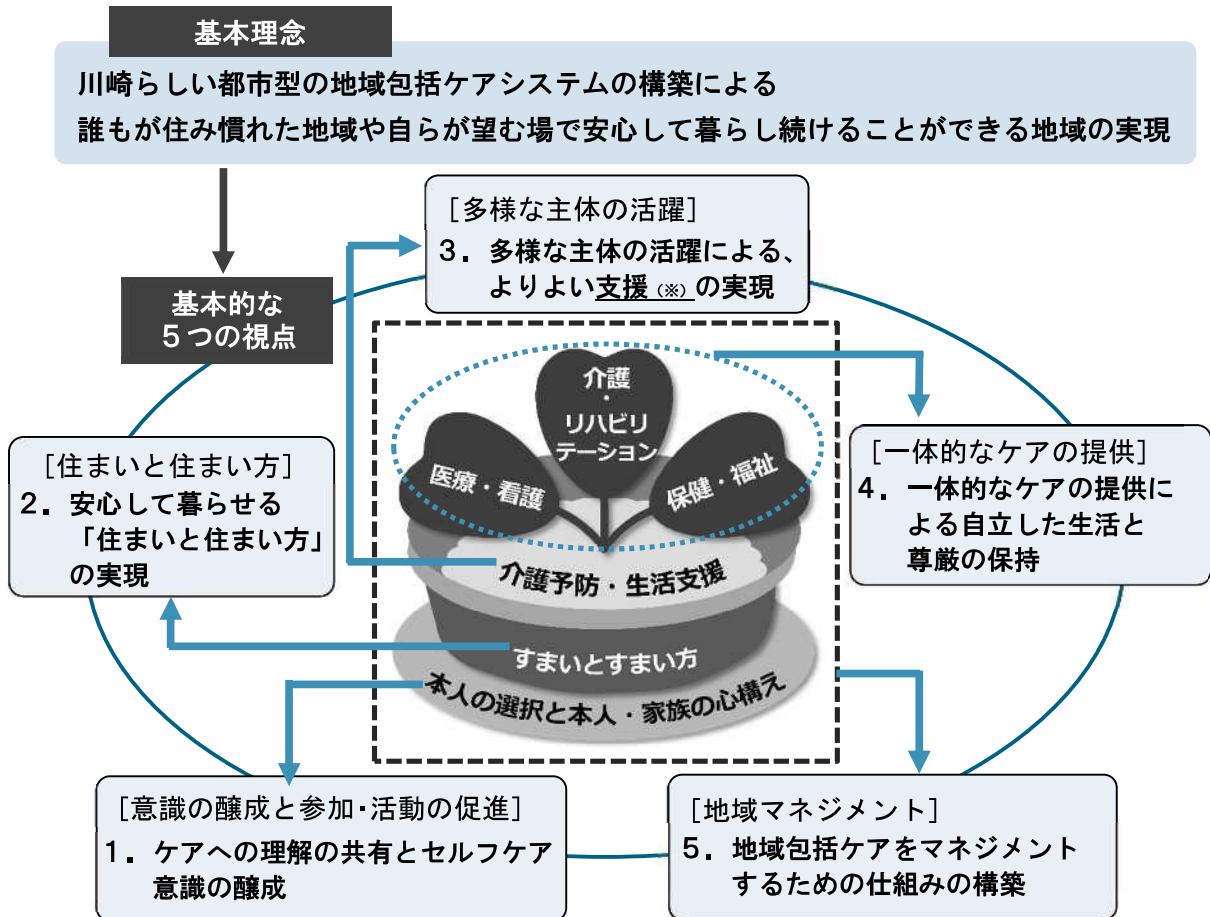 基本理念
川崎らしい都市型の地域包括ケアシステムの構築による
誰もが住み慣れた地域や自らが望む場で安心して暮らし続けることができる地域の実現
基本的な
5つの視点
[多様な主体の活躍]
3. 多様な主体の活躍による、
よりよい支援(※)の実現
[住まいと住まい方]
2. 安心して暮らせる
「住まいと住まい方」
の実現
[一体的なケアの提供]
4. 一体的なケアの提供に
よる自立した生活と
尊厳の保持
介護
・
リハビリ
テーション
医療・看護
保健・福祉
介護予防・生活支援
すまいとすまい方
本人の選択と本人・家族の心構え
[意識の醸成と参加・活動の促進]
1. ケアへの理解の共有とセルフケア
意識の醸成
[地域マネジメント]
5. 地域包括ケアをマネジメント
するための仕組みの構築